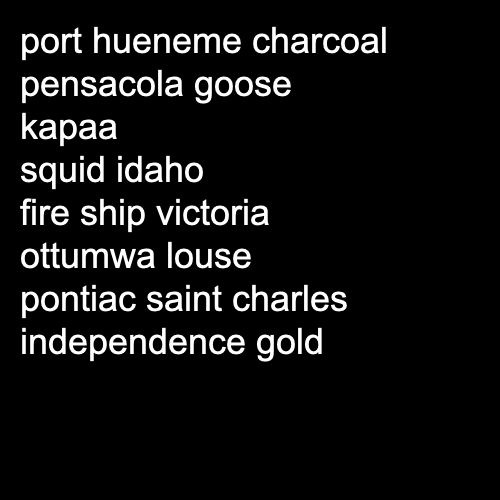 port hueneme charcoal
pensacola goose
kapaa
squid idaho
fire ship victoria
ottumwa louse
pontiac saint charles
independence gold